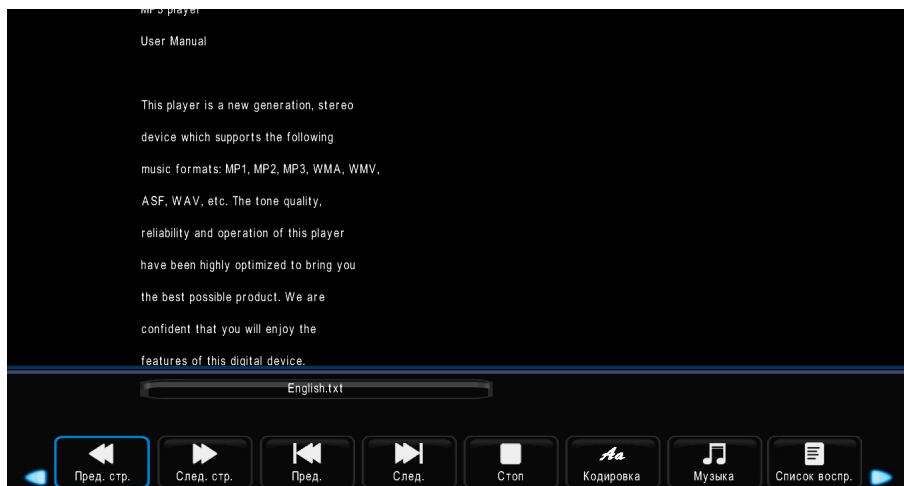 MP3 player
User Manual
This player is a new generation, stereo
device which supports the following
music formats: MP1, MP2, MP3, WMA, WMV,
ASF, WAV, etc. The tone quality,
reliability and operation of this player
have been highly optimized to bring you
the best possible product. We are
confident that you will enjoy the
features of this digital device.
English.txt
Aa
Пред. стр.
След. стр.
Пред.
След.
Стоп
Кодировка
Музыка
Список воспр.